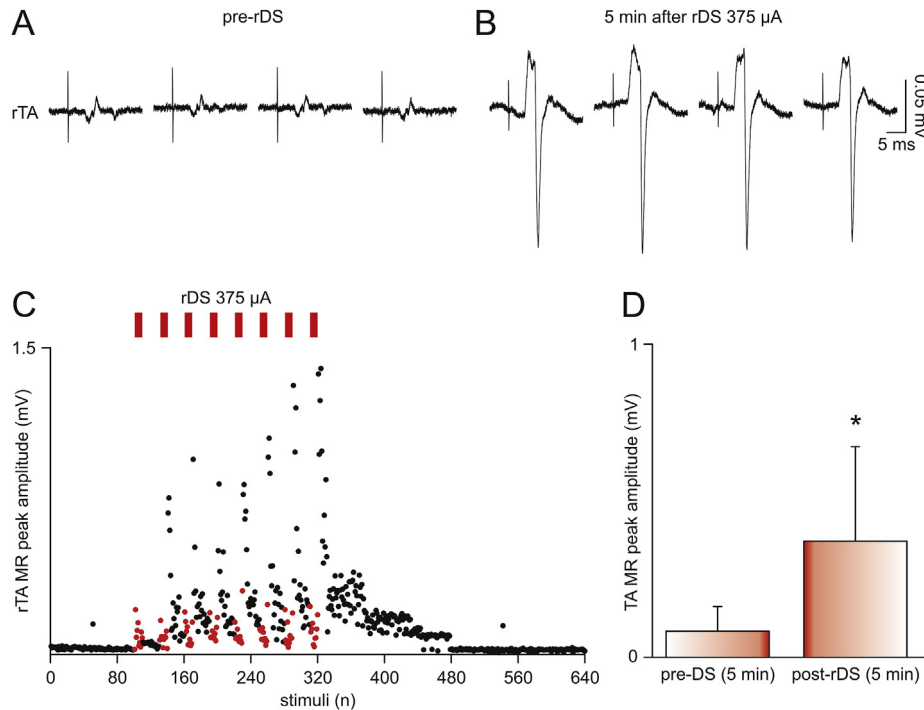 A
pre-rDS
B
5 min after rDS 375 µA
rTA
0.05 mV
5 ms
C
rDS 375 µA
D
1.5
rTA MR peak amplitude (mV)
0
0 80 160 240 320 400 480 560 640
stimuli (n)
1
TA MR peak amplitude (mV)
*
0
pre-DS (5 min) post-rDS (5 min)